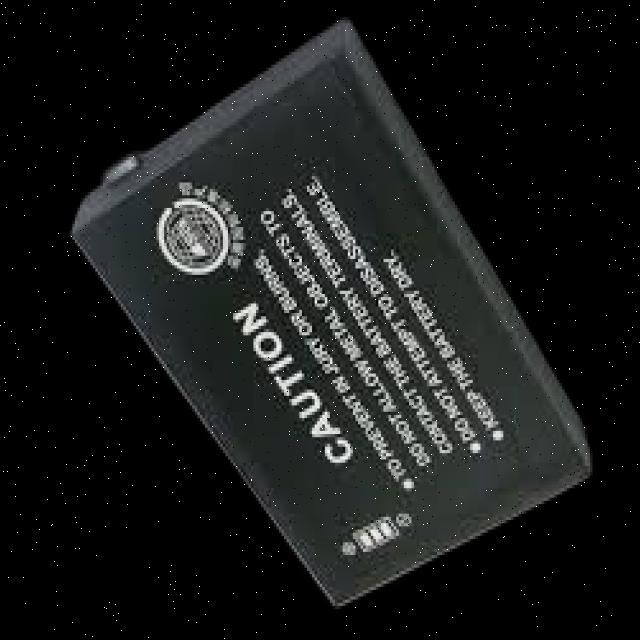 CAUTION
● TO PREVENT INJURY OR BURNS,
DO NOT ALLOW METAL OBJECTS TO
CONTACT THE BATTERY TERMINALS.
● DO NOT ATTEMPT TO DISASSEMBLE.
● KEEP THE BATTERY DRY.